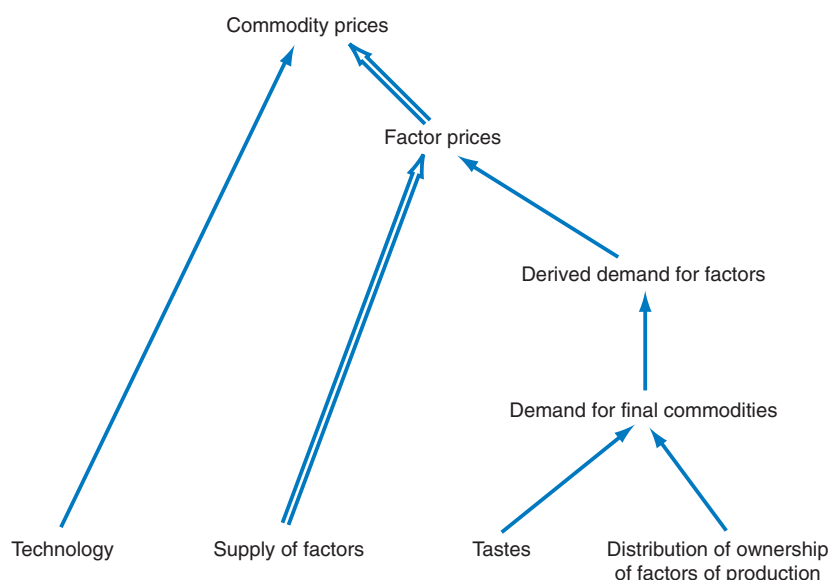 Commodity prices
Factor prices
Derived demand for factors
Demand for final commodities
Technology
Supply of factors
Tastes
Distribution of ownership
of factors of production